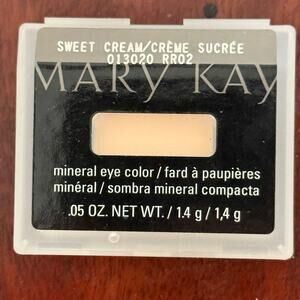 SWEET CREAM/CRÈME SUCRÉE
013020 RR02
MARY KAY
mineral eye color / fard à paupières
minéral / sombra mineral compacta
.05 OZ. NET WT. / 1.4 g / 1,4 g